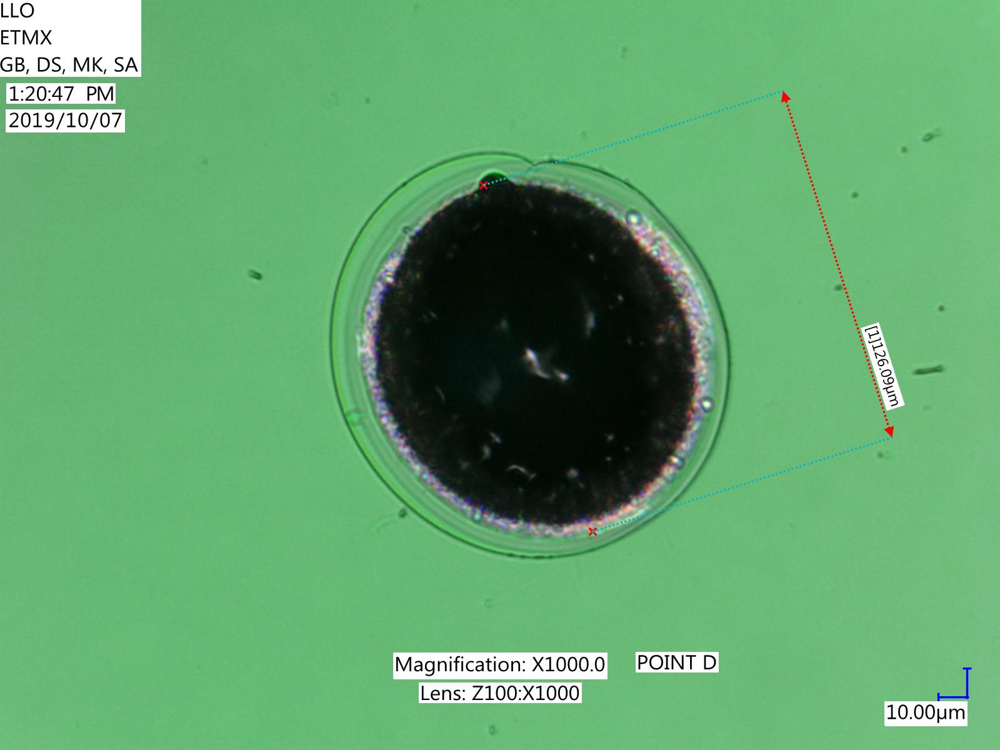 LLO
ETMX
GB, DS, MK, SA
1:20:47 PM
2019/10/07
[1]126.09µm
Magnification: X1000.0
POINT D
Lens: Z100:X1000
10.00µm